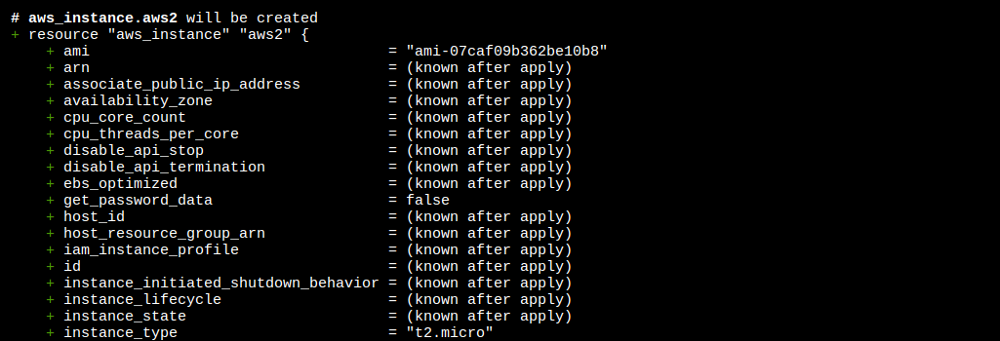 # aws_instance.aws2 will be created
+ resource "aws_instance" "aws2" {
    + ami                                  = "ami-07caf09b362be10b8"
    + arn                                  = (known after apply)
    + associate_public_ip_address          = (known after apply)
    + availability_zone                    = (known after apply)
    + cpu_core_count                       = (known after apply)
    + cpu_threads_per_core                 = (known after apply)
    + disable_api_stop                     = (known after apply)
    + disable_api_termination              = (known after apply)
    + ebs_optimized                        = (known after apply)
    + get_password_data                    = false
    + host_id                              = (known after apply)
    + host_resource_group_arn              = (known after apply)
    + iam_instance_profile                 = (known after apply)
    + id                                   = (known after apply)
    + instance_initiated_shutdown_behavior = (known after apply)
    + instance_lifecycle                   = (known after apply)
    + instance_state                       = (known after apply)
    + instance_type                        = "t2.micro"